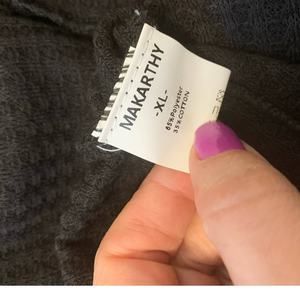 MAKARTHY
-XL-
65%Polyester
35%COTTON